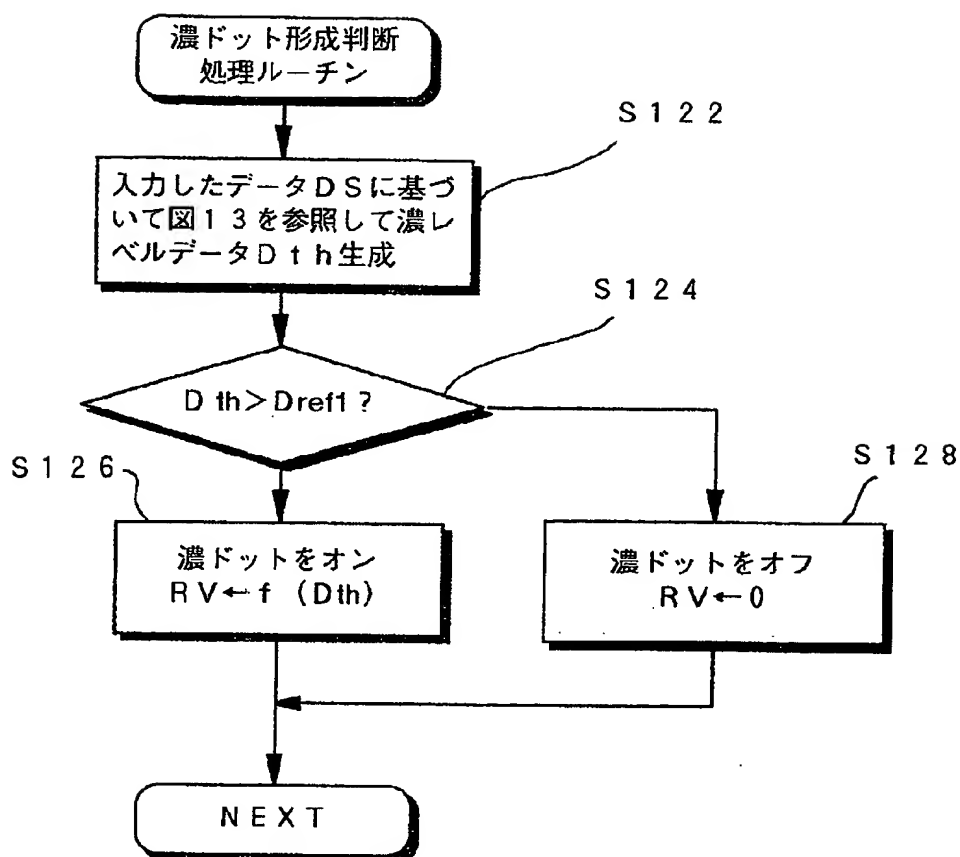 濃ドット形成判断
処理ルーチン
S122
入力したデータDSに基づ
いて図13を参照して濃レ
ベルデータDth生成
S124
Dth>Dref1?
S126
濃ドットをオン
RV←f(Dth)
S128
濃ドットをオフ
RV←0
NEXT